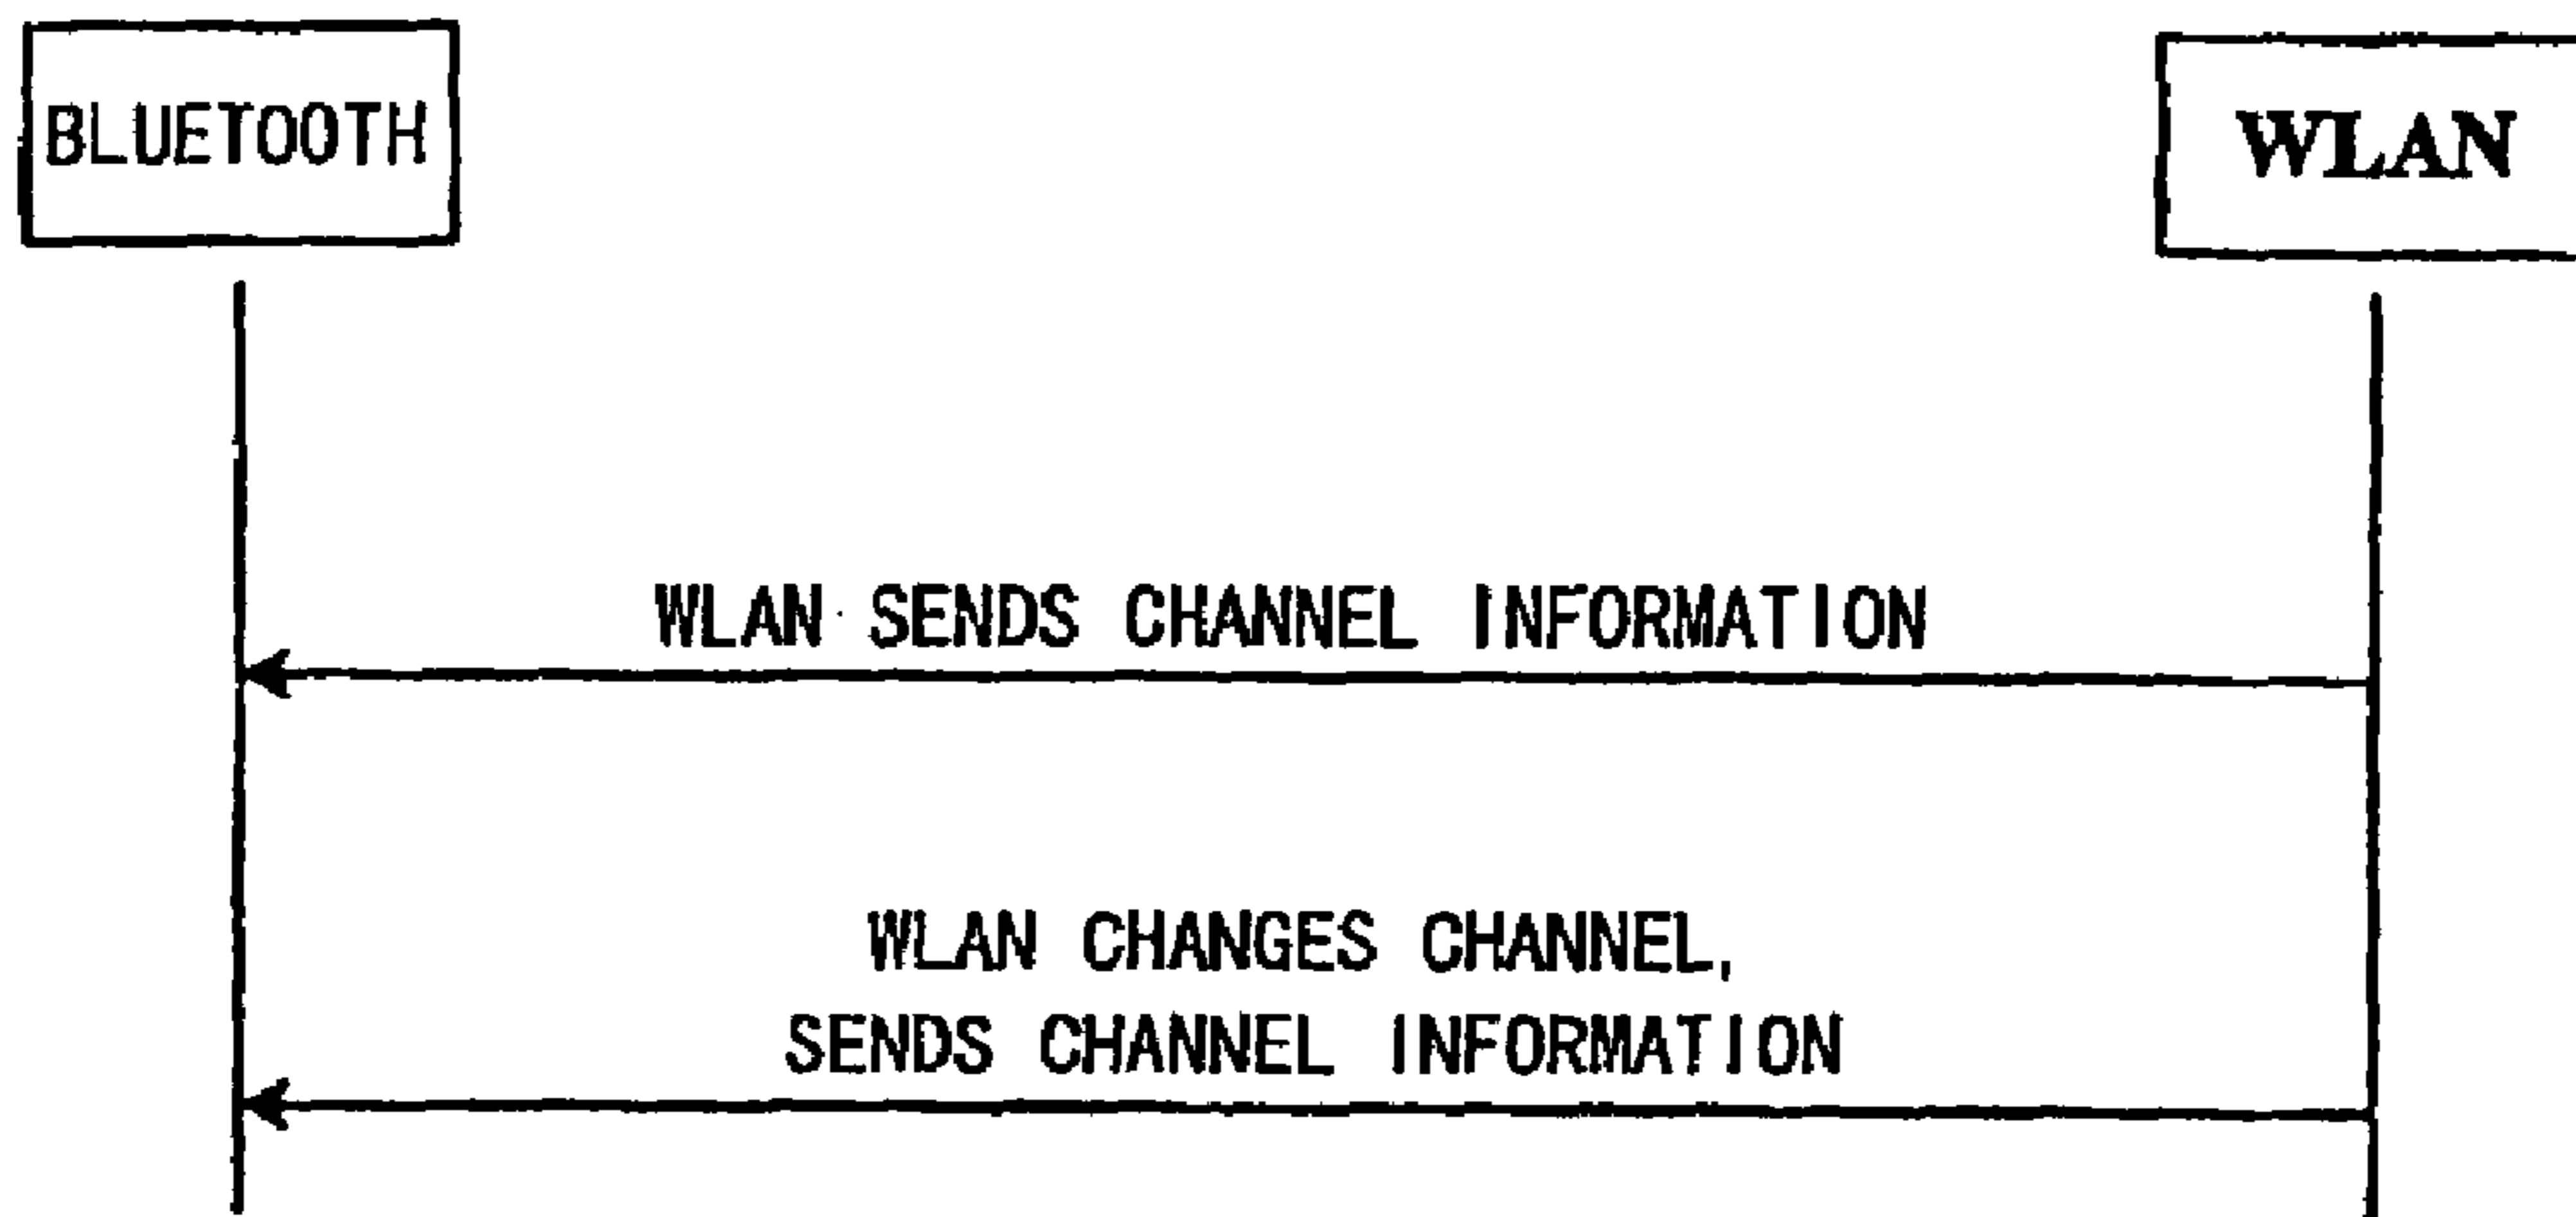 BLUETOOTH
WLAN
WLAN SENDS CHANNEL INFORMATION
WLAN CHANGES CHANNEL,
SENDS CHANNEL INFORMATION